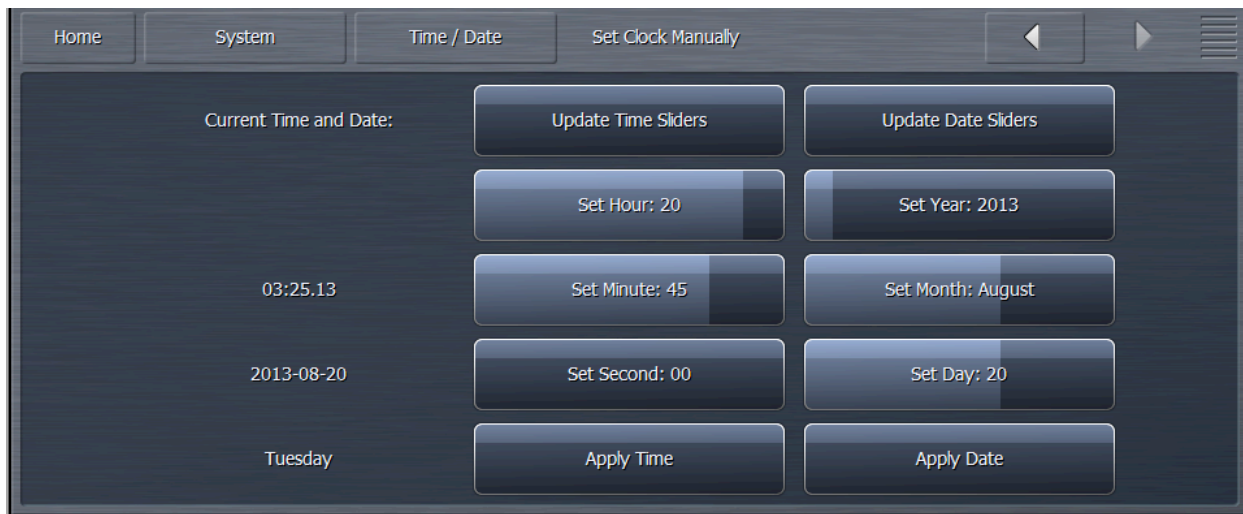 Home System Time / Date Set Clock Manually
Current Time and Date: Update Time Sliders Update Date Sliders
Set Hour: 20 Set Year: 2013
03:25.13 Set Minute: 45 Set Month: August
2013-08-20 Set Second: 00 Set Day: 20
Tuesday Apply Time Apply Date